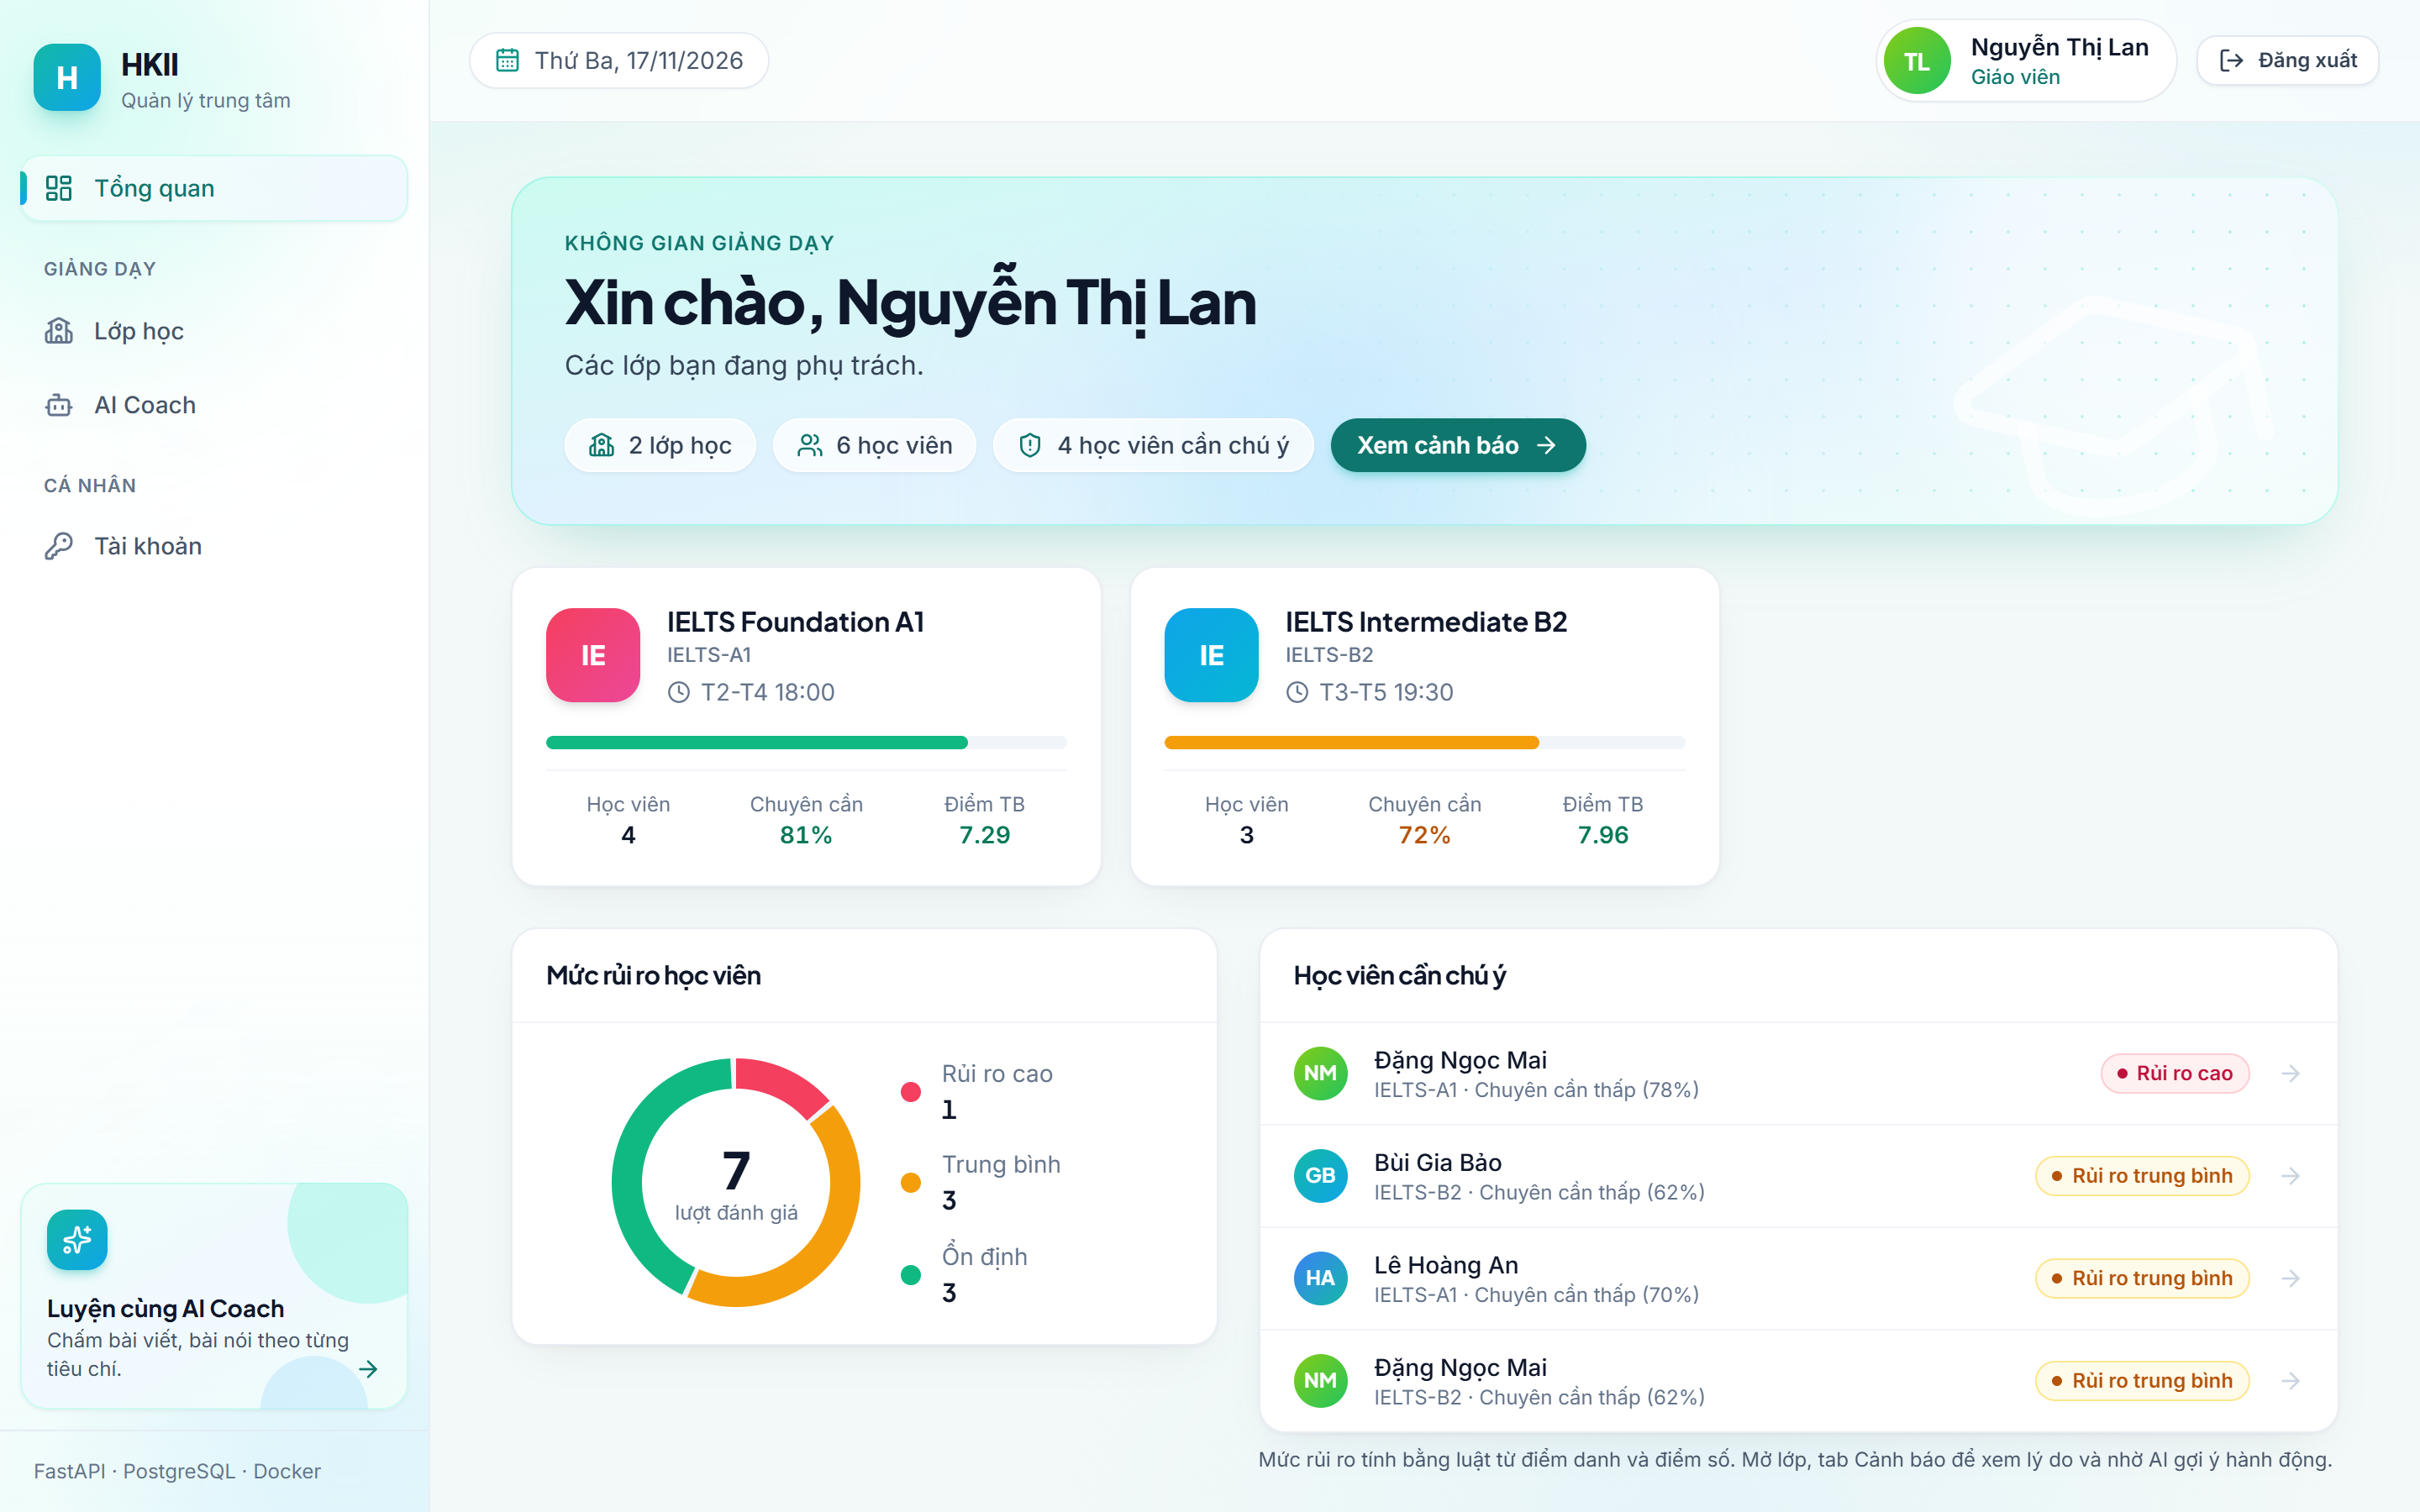 H
HKII
Quản lý trung tâm
Tổng quan
GIẢNG DẠY
Lớp học
AI Coach
CÁ NHÂN
Tài khoản
Luyện cùng AI Coach
Chấm bài viết, bài nói theo từng
tiêu chí.
FastAPI · PostgreSQL · Docker
Thứ Ba, 17/11/2026
TL
Nguyễn Thị Lan
Giáo viên
Đăng xuất
KHÔNG GIAN GIẢNG DẠY
Xin chào, Nguyễn Thị Lan
Các lớp bạn đang phụ trách.
2 lớp học
6 học viên
4 học viên cần chú ý
Xem cảnh báo
IE
IELTS Foundation A1
IELTS-A1
T2-T4 18:00
Học viên
4
Chuyên cần
81%
Điểm TB
7.29
IE
IELTS Intermediate B2
IELTS-B2
T3-T5 19:30
Học viên
3
Chuyên cần
72%
Điểm TB
7.96
Mức rủi ro học viên
7
lượt đánh giá
Rủi ro cao
1
Trung bình
3
Ổn định
3
Học viên cần chú ý
NM
Đặng Ngọc Mai
IELTS-A1 · Chuyên cần thấp (78%)
Rủi ro cao
GB
Bùi Gia Bảo
IELTS-B2 · Chuyên cần thấp (62%)
Rủi ro trung bình
HA
Lê Hoàng An
IELTS-A1 · Chuyên cần thấp (70%)
Rủi ro trung bình
NM
Đặng Ngọc Mai
IELTS-B2 · Chuyên cần thấp (62%)
Rủi ro trung bình
Mức rủi ro tính bằng luật từ điểm danh và điểm số. Mở lớp, tab Cảnh báo để xem lý do và nhờ AI gợi ý hành động.